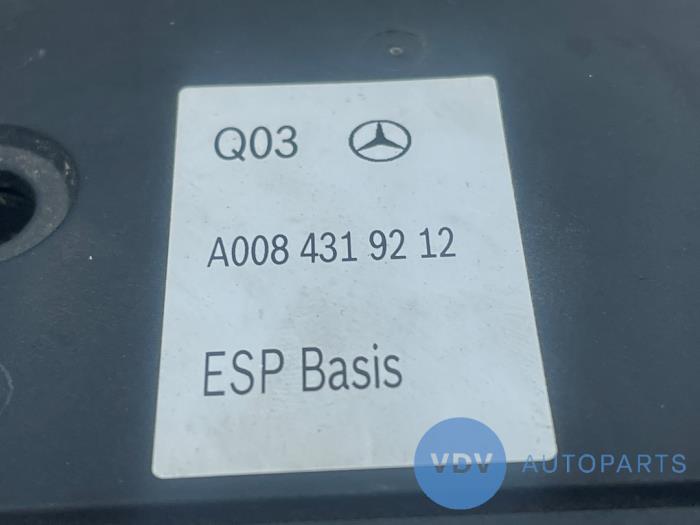 Q03
A008 431 92 12
ESP Basis
VDV AUTOPARTS